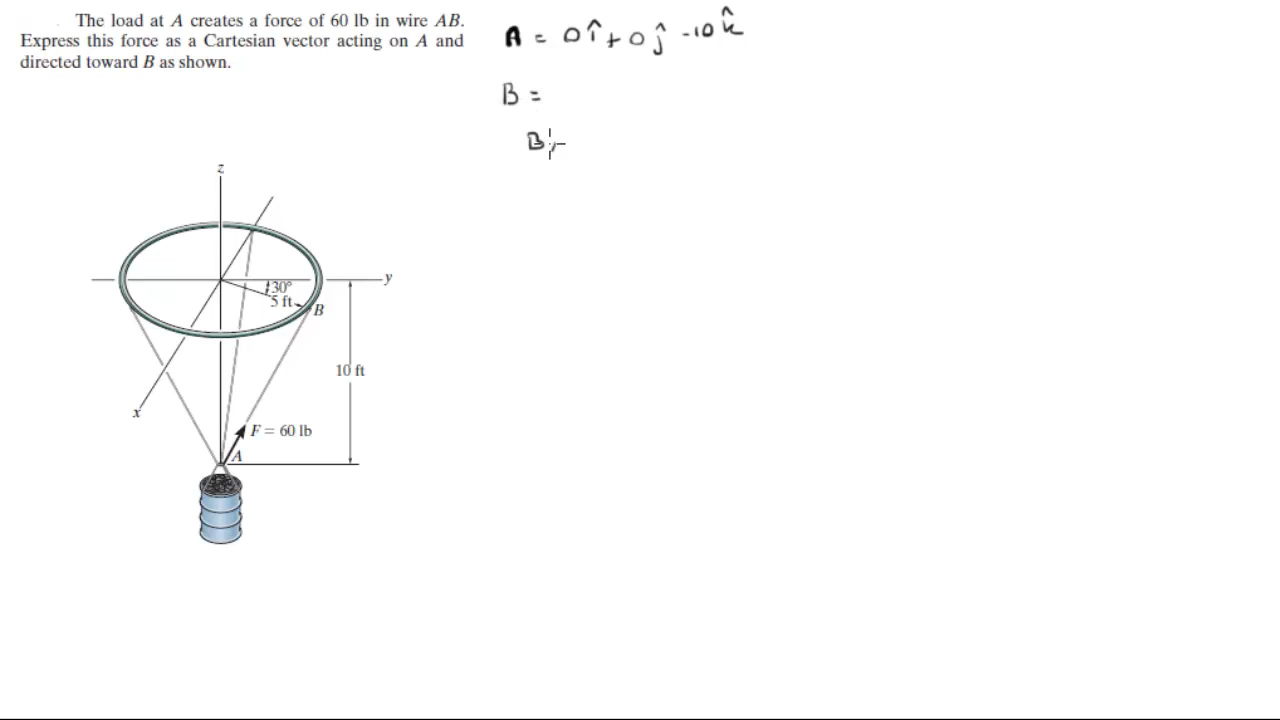 The load at A creates a force of 60 lb in wire AB.
Express this force as a Cartesian vector acting on A and
directed toward B as shown.
A = 0î + 0ĵ - 10k̂
B =
z
y
30°
5 ft
B
10 ft
x
F = 60 lb
A